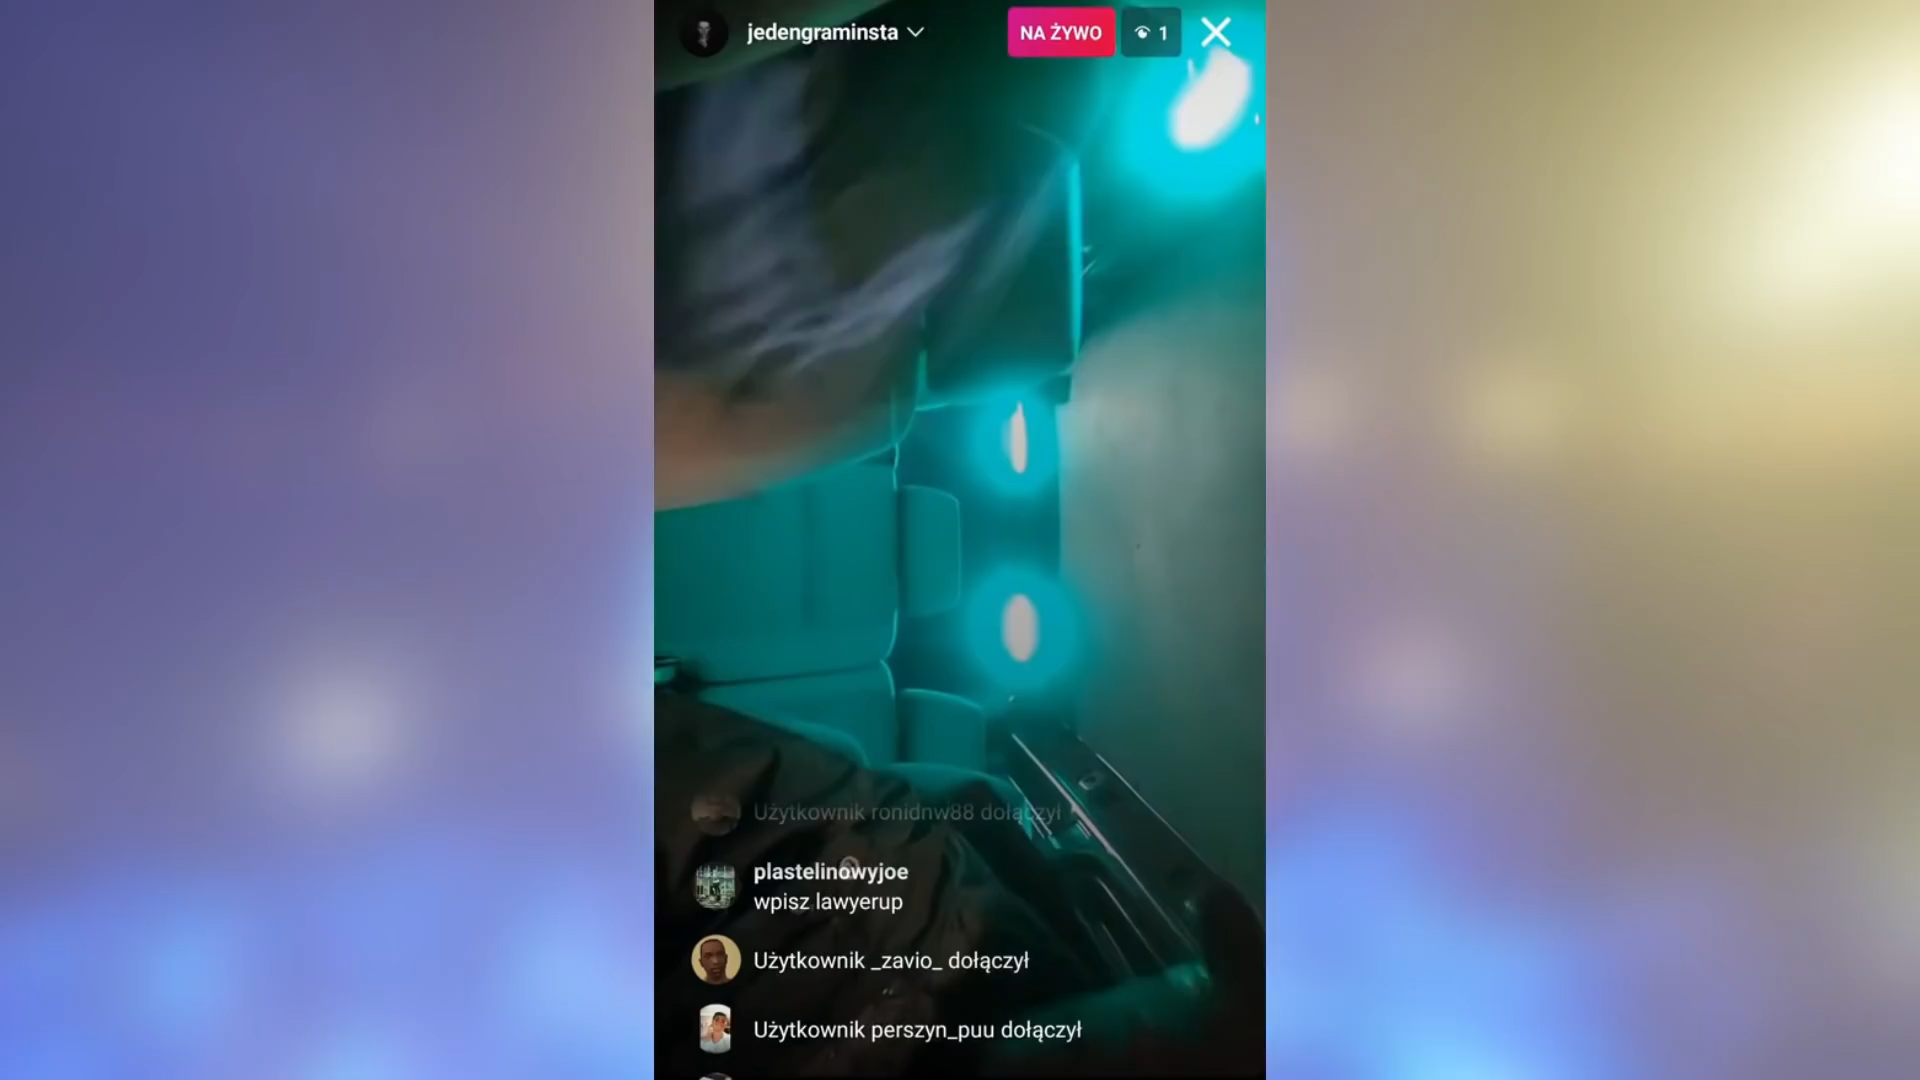 jedengraminsta
NA ŻYWO
1
Użytkownik ronidnw88 dołączył
plastelinowyjoe
wpisz lawyerup
Użytkownik _zavio_ dołączył
Użytkownik perszyn_puu dołączył